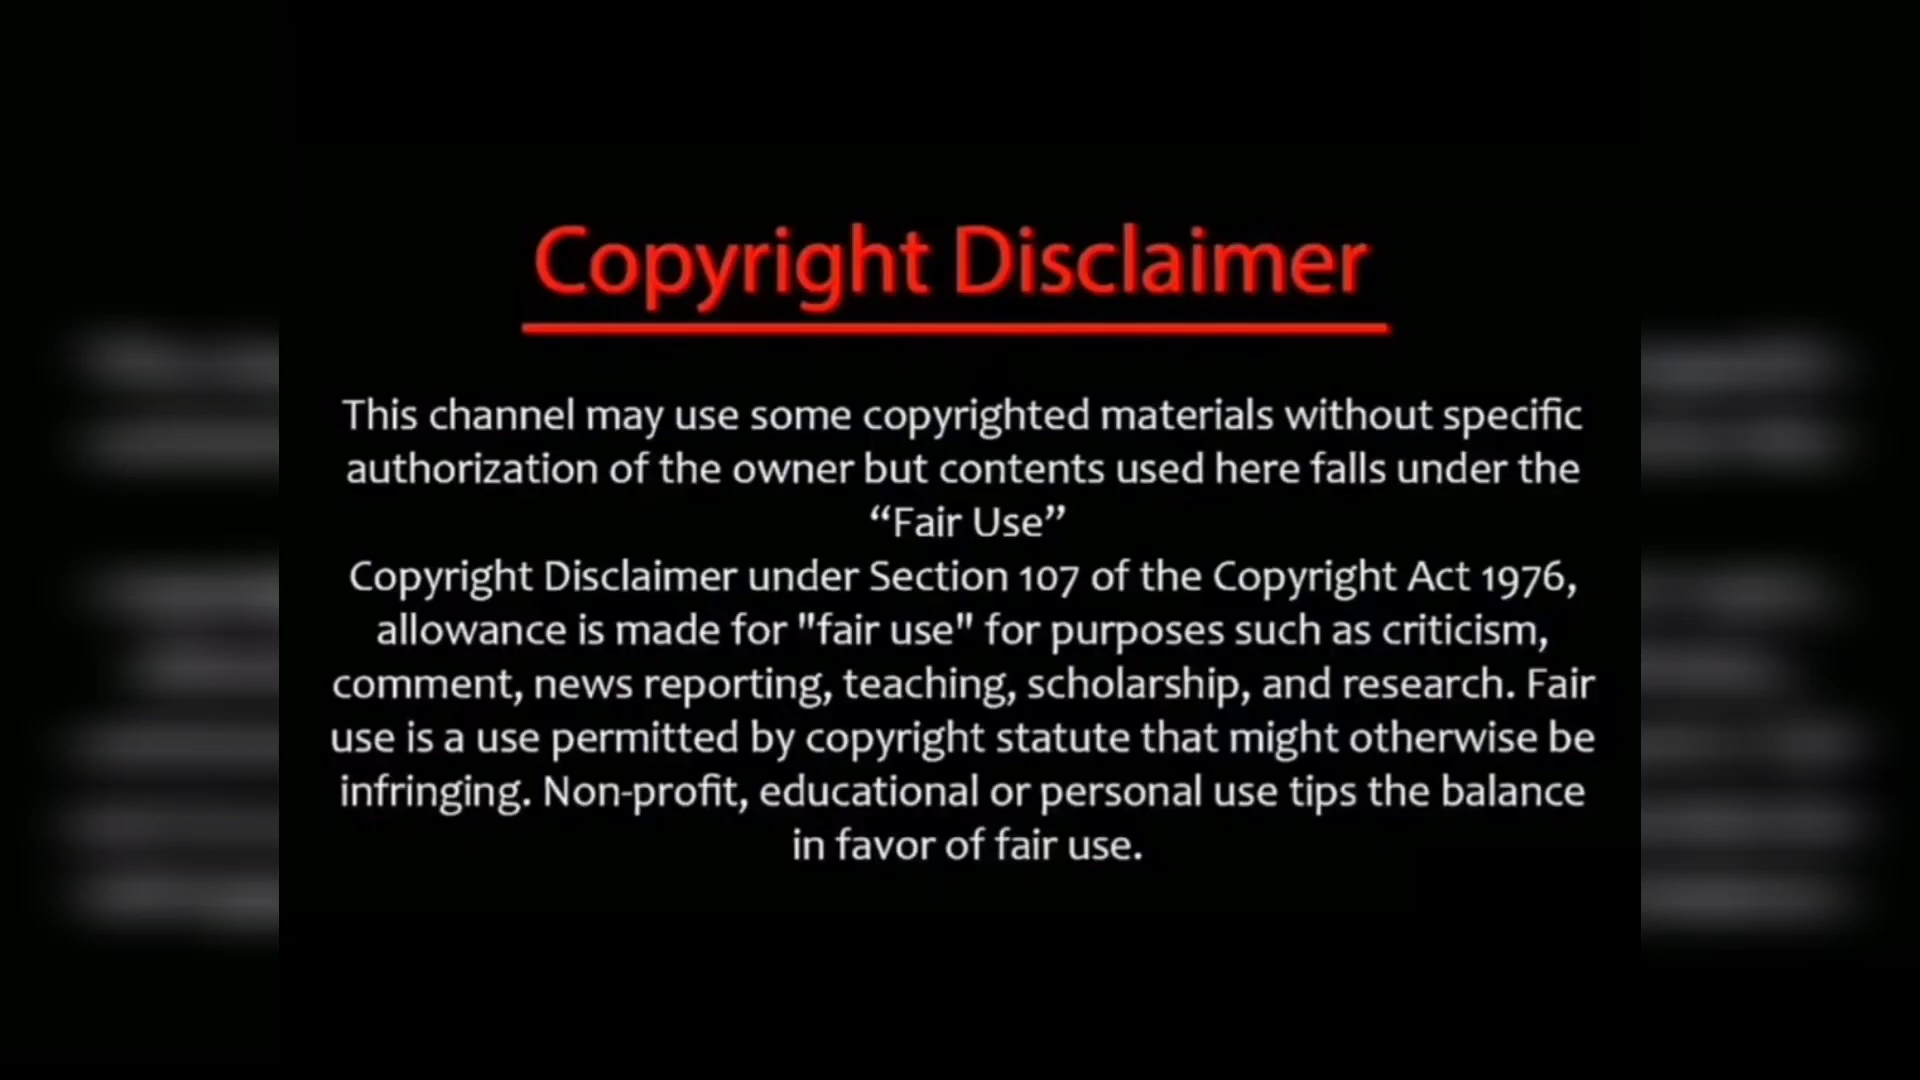 Copyright Disclaimer
This channel may use some copyrighted materials without specific
authorization of the owner but contents used here falls under the
“Fair Use”
Copyright Disclaimer under Section 107 of the Copyright Act 1976,
allowance is made for "fair use" for purposes such as criticism,
comment, news reporting, teaching, scholarship, and research. Fair
use is a use permitted by copyright statute that might otherwise be
infringing. Non-profit, educational or personal use tips the balance
in favor of fair use.